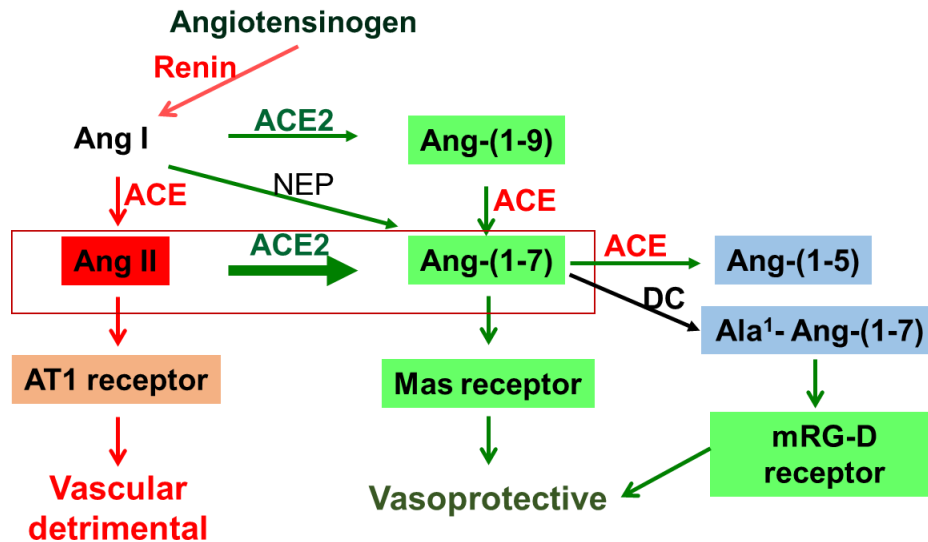 Angiotensinogen
Renin
Ang I
ACE2
Ang-(1-9)
NEP
ACE
ACE
Ang II
ACE2
Ang-(1-7)
ACE
Ang-(1-5)
DC
Ala¹- Ang-(1-7)
AT1 receptor
Mas receptor
mRG-D
receptor
Vascular
detrimental
Vasoprotective